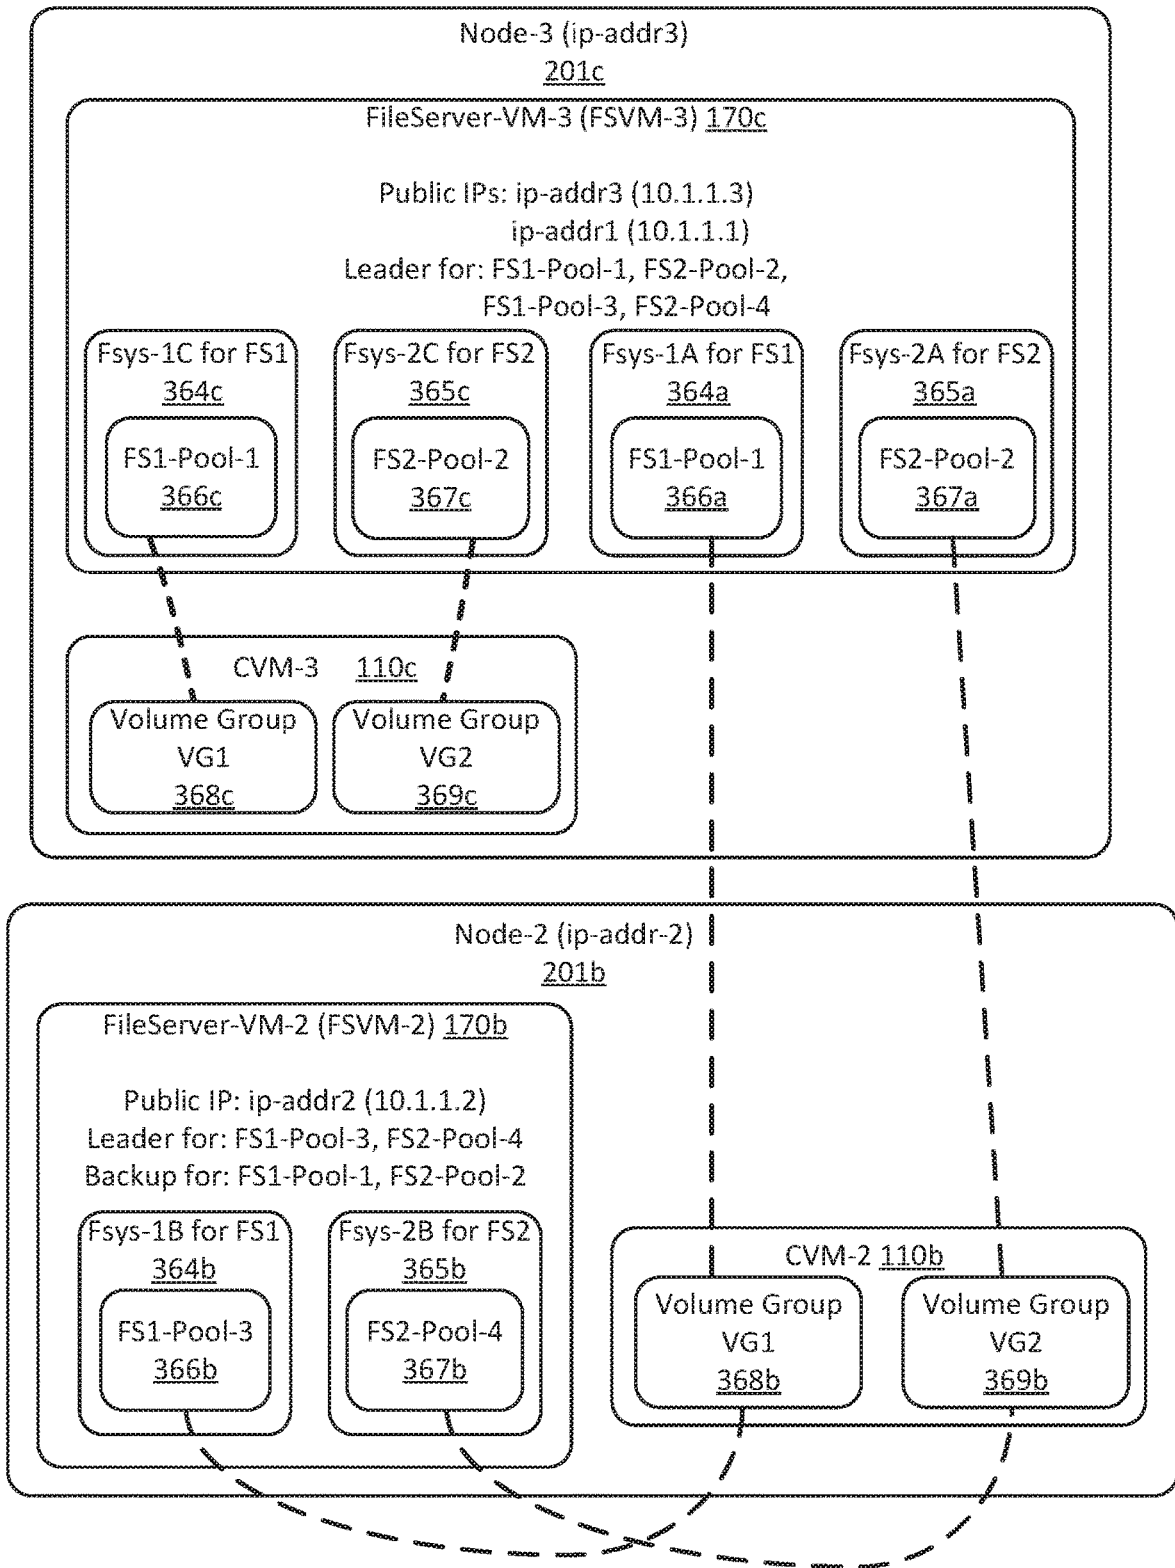 Node-3 (ip-addr3)
201c
FileServer-VM-3 (FSVM-3) 170c
Public IPs: ip-addr3 (10.1.1.3)
ip-addr1 (10.1.1.1)
Leader for: FS1-Pool-1, FS2-Pool-2,
FS1-Pool-3, FS2-Pool-4
Fsys-1C for FS1
364c
FS1-Pool-1
366c
Fsys-2C for FS2
365c
FS2-Pool-2
367c
Fsys-1A for FS1
364a
FS1-Pool-1
366a
Fsys-2A for FS2
365a
FS2-Pool-2
367a
CVM-3 110c
Volume Group
VG1
368c
Volume Group
VG2
369c
Node-2 (ip-addr-2)
201b
FileServer-VM-2 (FSVM-2) 170b
Public IP: ip-addr2 (10.1.1.2)
Leader for: FS1-Pool-3, FS2-Pool-4
Backup for: FS1-Pool-1, FS2-Pool-2
Fsys-1B for FS1
364b
FS1-Pool-3
366b
Fsys-2B for FS2
365b
FS2-Pool-4
367b
CVM-2 110b
Volume Group
VG1
368b
Volume Group
VG2
369b